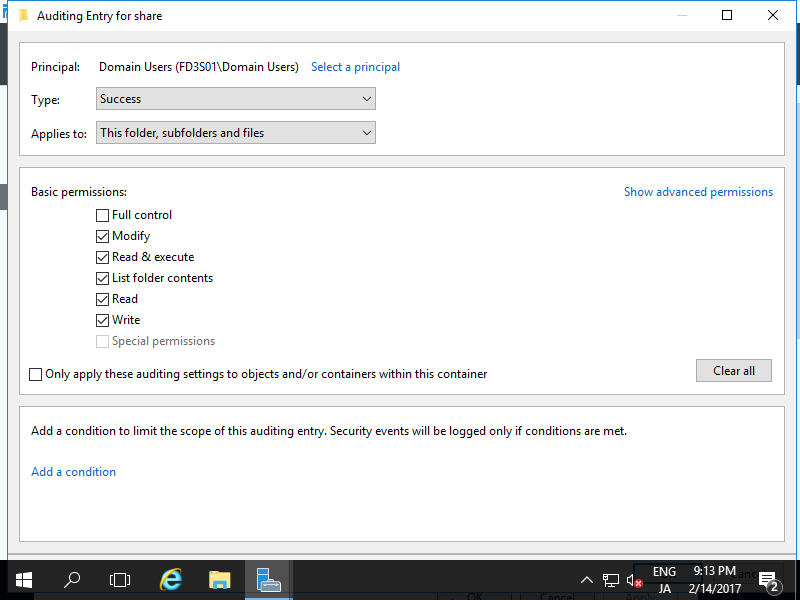 Auditing Entry for share
Principal: Domain Users (FD3S01\Domain Users) Select a principal
Type: Success
Applies to: This folder, subfolders and files
Basic permissions: Show advanced permissions
Full control
Modify
Read & execute
List folder contents
Read
Write
Special permissions
Only apply these auditing settings to objects and/or containers within this container Clear all
Add a condition to limit the scope of this auditing entry. Security events will be logged only if conditions are met.
Add a condition
ENG 9:13 PM
JA 2/14/2017 2
OK Cancel Apply